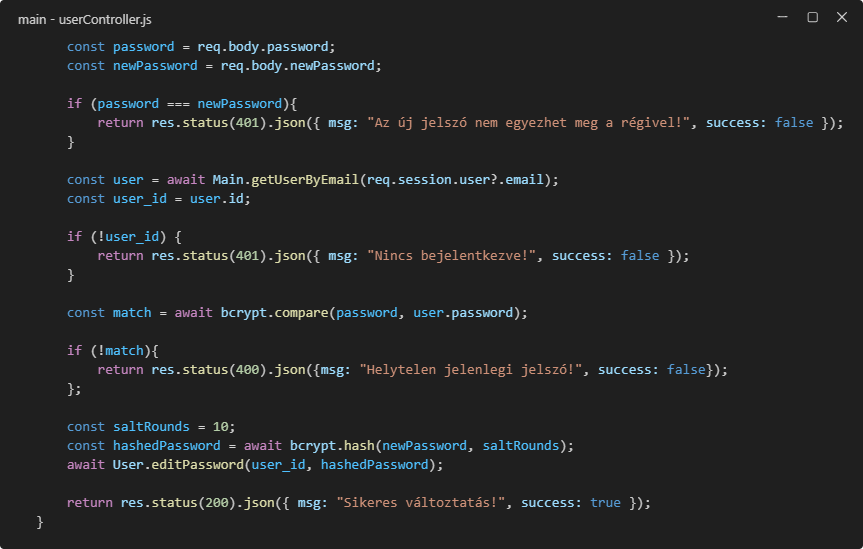 main - userController.js
const password = req.body.password;
const newPassword = req.body.newPassword;
if (password === newPassword){
return res.status(401).json({ msg: "Az új jelszó nem egyezhet meg a régivel!", success: false });
}
const user = await Main.getUserByEmail(req.session.user?.email);
const user_id = user.id;
if (!user_id) {
return res.status(401).json({ msg: "Nincs bejelentkezve!", success: false });
}
const match = await bcrypt.compare(password, user.password);
if (!match){
return res.status(400).json({msg: "Helytelen jelenlegi jelszó!", success: false});
};
const saltRounds = 10;
const hashedPassword = await bcrypt.hash(newPassword, saltRounds);
await User.editPassword(user_id, hashedPassword);
return res.status(200).json({ msg: "Sikeres változtatás!", success: true });
}